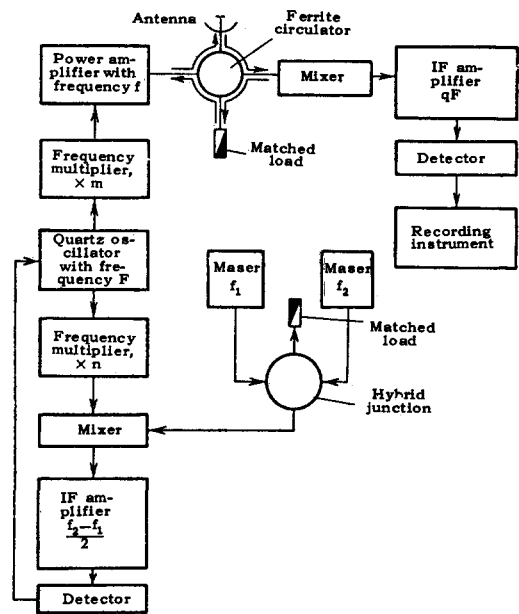 Antenna
Ferrite
circulator
Power am-
plifier with
frequency f
Mixer
IF am-
plifier
qF
Matched
load
Detector
Frequency
multiplier,
× m
Recording
instrument
Quartz os-
cillator
with fre-
quency F
Maser
f₁
Maser
f₂
Matched
load
Frequency
multiplier,
× n
Hybrid
junction
Mixer
IF am-
plifier
f₂–f₁
2
Detector